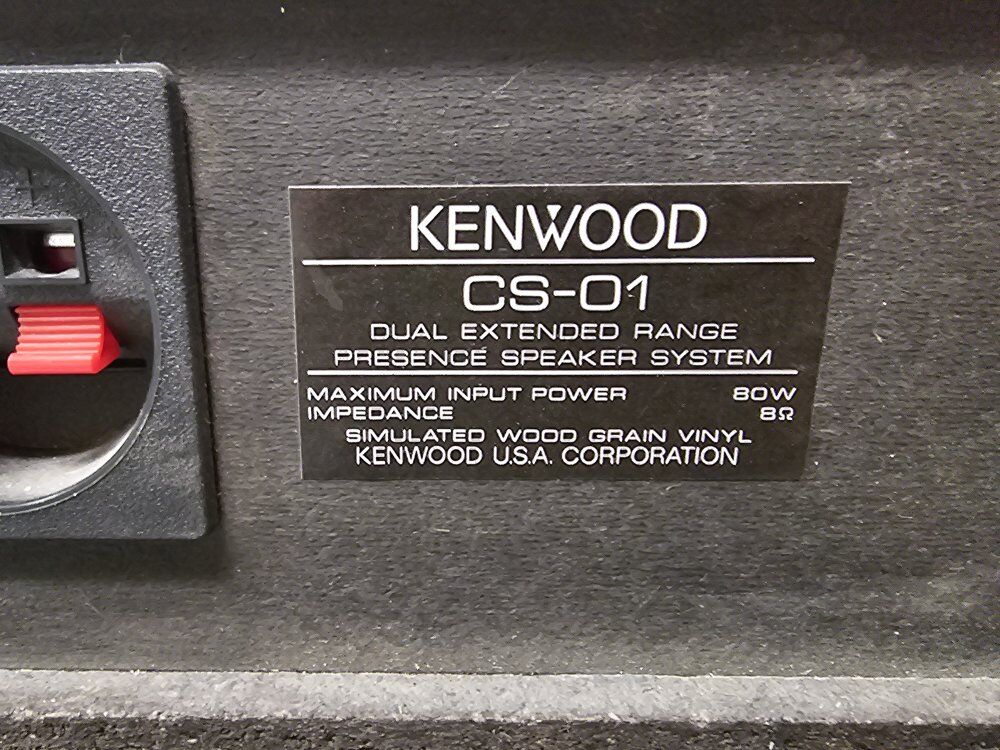 +
KENWOOD
CS-01
DUAL EXTENDED RANGE
PRESENCE SPEAKER SYSTEM
MAXIMUM INPUT POWER 80W
IMPEDANCE 8Ω
SIMULATED WOOD GRAIN VINYL
KENWOOD U.S.A. CORPORATION